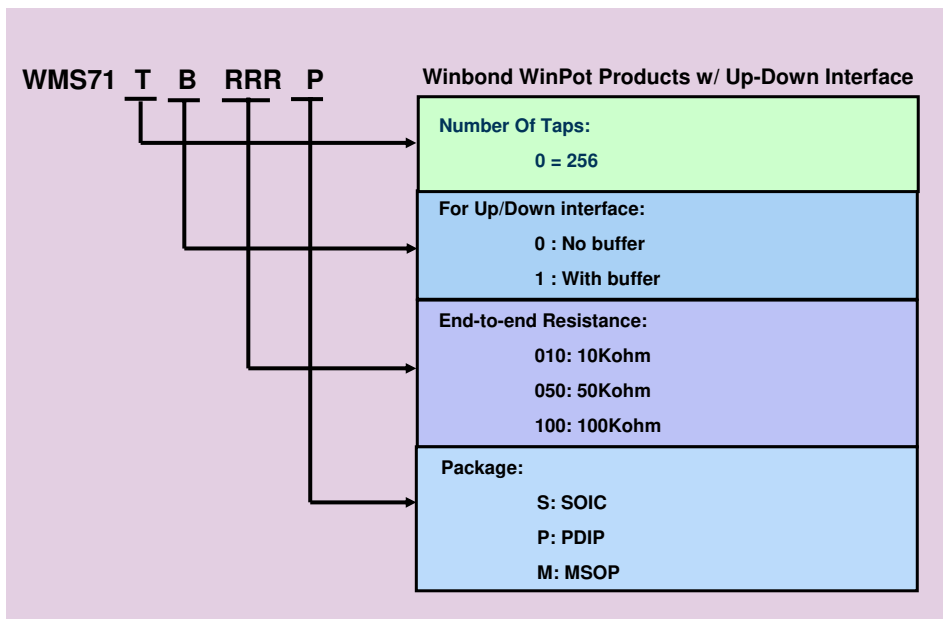 WMS71 T B RRR P
Winbond WinPot Products w/ Up-Down Interface
Number Of Taps:
0 = 256
For Up/Down interface:
0 : No buffer
1 : With buffer
End-to-end Resistance:
010: 10Kohm
050: 50Kohm
100: 100Kohm
Package:
S: SOIC
P: PDIP
M: MSOP